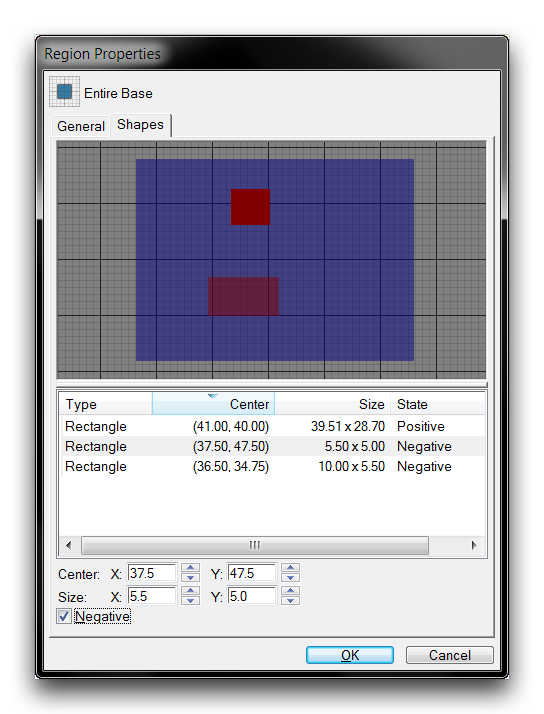 Region Properties
Entire Base
General Shapes
Type Center Size State
Rectangle (41.00, 40.00) 39.51 x 28.70 Positive
Rectangle (37.50, 47.50) 5.50 x 5.00 Negative
Rectangle (36.50, 34.75) 10.00 x 5.50 Negative
Center: X: 37.5 Y: 47.5
Size: X: 5.5 Y: 5.0
Negative
OK Cancel